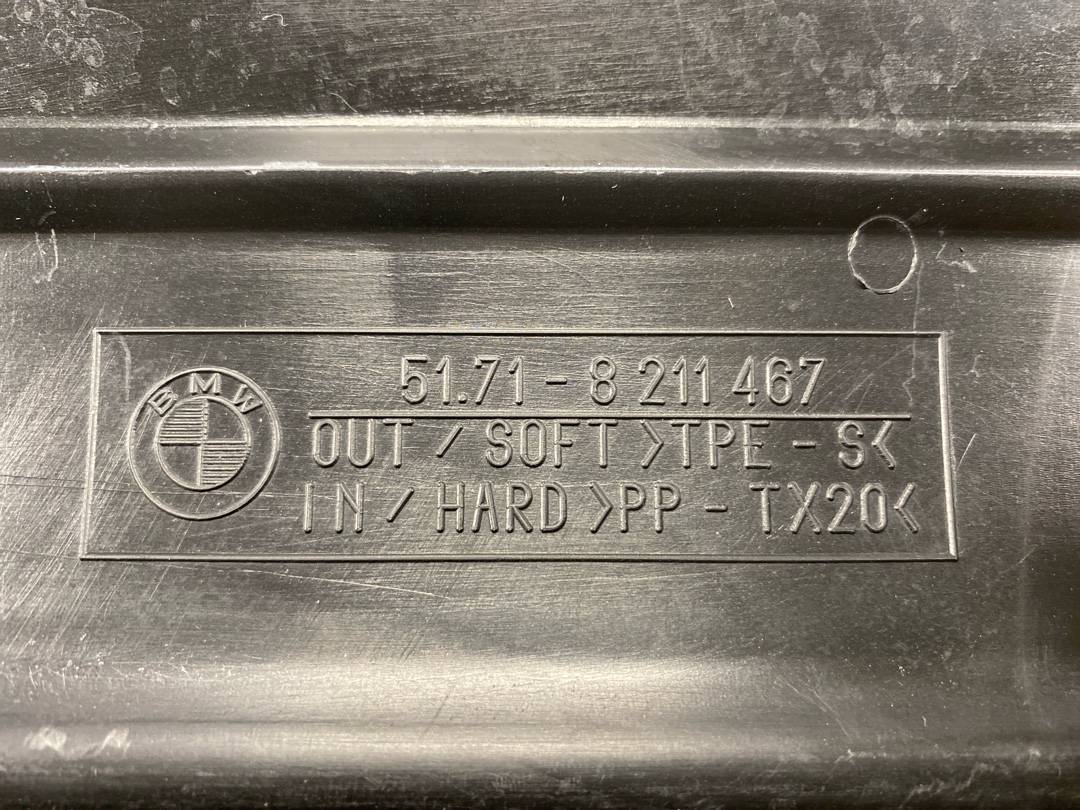 BMW
51.71 - 8 211 467
OUT / SOFT >TPE - S<
IN / HARD >PP - TX20<